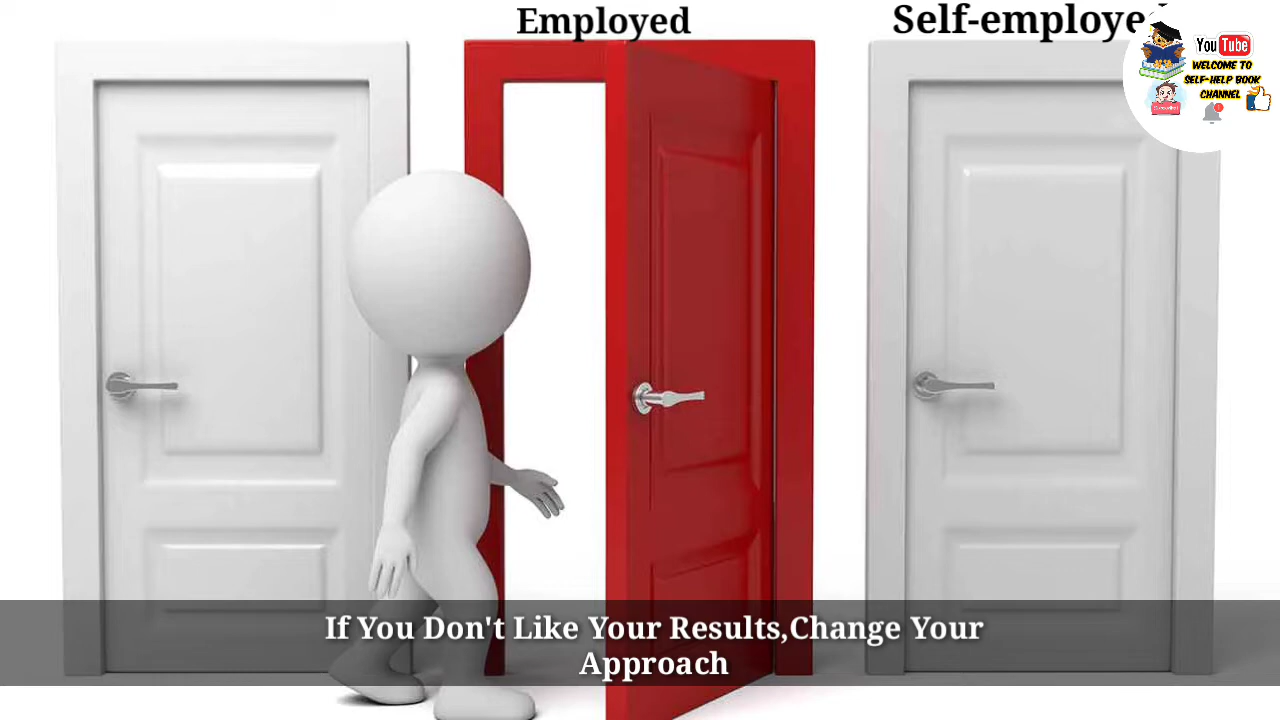 Employed
Self-employed
You Tube
WELCOME TO
SELF-HELP BOOK
CHANNEL
If You Don't Like Your Results,Change Your
Approach